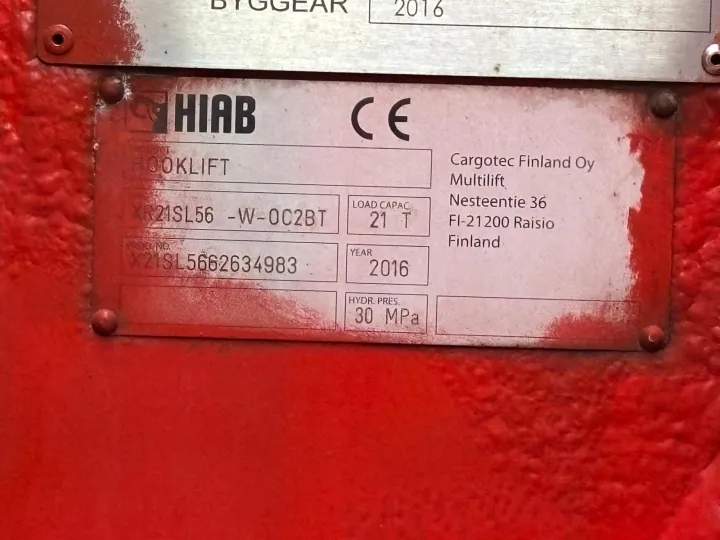 BYGGEAR 2016
HIAB CE
HOOKLIFT
XR21SL56 -W-OC2BT
LOAD CAPAC.
21 T
X21SL5662634983
YEAR
2016
HYDR. PRES.
30 MPa
Cargotec Finland Oy
Multilift
Nesteentie 36
FI-21200 Raisio
Finland